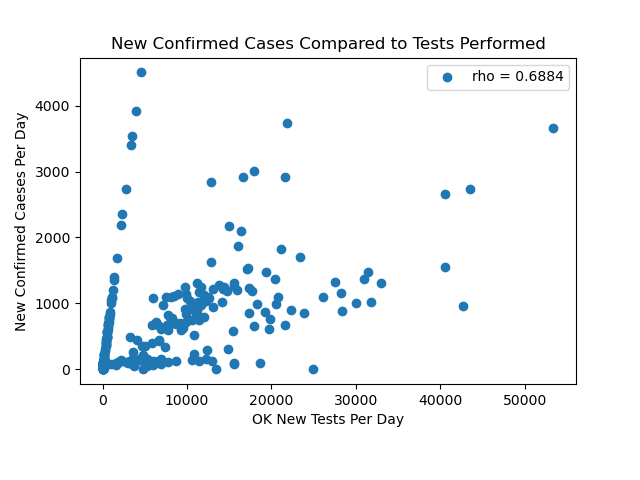 New Confirmed Cases Compared to Tests Performed
rho = 0.6884
New Confirmed Caeses Per Day
4000
3000
2000
1000
0
0 10000 20000 30000 40000 50000
OK New Tests Per Day